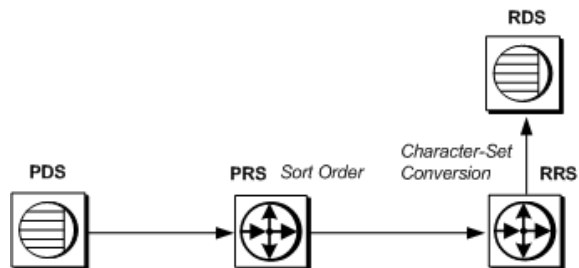 RDS
Character-Set
Conversion
PDS
PRS
Sort Order
RRS